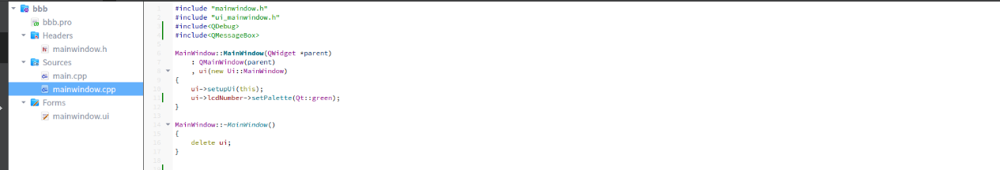 bbb
bbb.pro
Headers
mainwindow.h
Sources
main.cpp
mainwindow.cpp
Forms
mainwindow.ui
1 #include "mainwindow.h"
2 #include "ui_mainwindow.h"
3 #include<QDebug>
4 #include<QMessageBox>
5
6 MainWindow::MainWindow(QWidget *parent)
7 : QMainWindow(parent)
8 , ui(new Ui::MainWindow)
9 {
10 ui->setupUi(this);
11 ui->lcdNumber->setPalette(Qt::green);
12 }
13
14 MainWindow::~MainWindow()
15 {
16 delete ui;
17 }
18